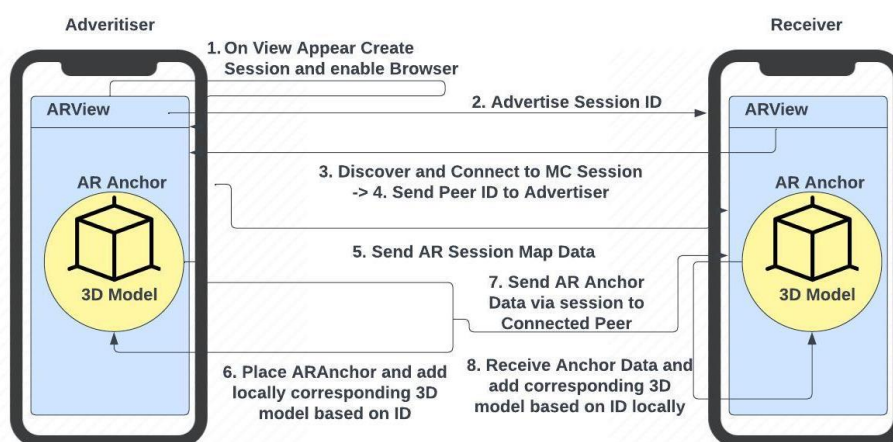 Adveritiser
Receiver
1. On View Appear Create
Session and enable Browser
ARView
2. Advertise Session ID
ARView
3. Discover and Connect to MC Session
-> 4. Send Peer ID to Advertiser
AR Anchor
3D Model
AR Anchor
3D Model
5. Send AR Session Map Data
7. Send AR Anchor
Data via session to
Connected Peer
6. Place ARAnchor and add
locally corresponding 3D
model based on ID
8. Receive Anchor Data and
add corresponding 3D
model based on ID locally